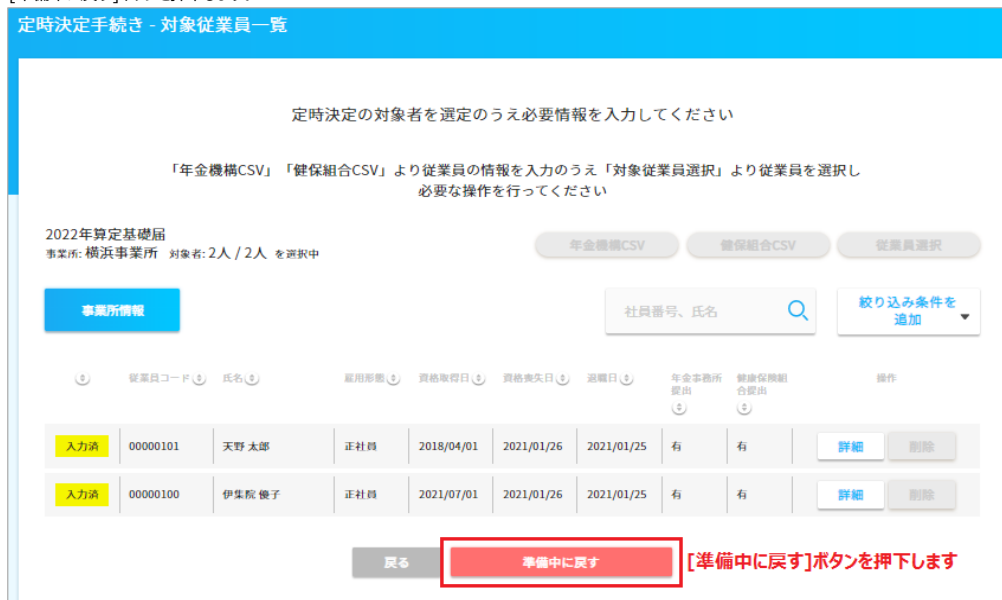 定時決定手続き - 対象従業員一覧
定時決定の対象者を選定のうえ必要情報を入力してください
「年金機構CSV」「健保組合CSV」より従業員の情報を入力のうえ「対象従業員選択」より従業員を選択し
必要な操作を行ってください
2022年算定基礎届
事業所: 横浜事業所 対象者: 2人 / 2人 を選択中
年金機構CSV 健保組合CSV 従業員選択
事業所情報 社員番号、氏名 絞り込み条件を
追加
従業員コード 氏名 雇用形態 資格取得日 資格喪失日 退職日 年金事務所 健康保険組 操作
提出 合提出
入力済 00000101 天野 太郎 正社員 2018/04/01 2021/01/26 2021/01/25 有 有 詳細 削除
入力済 00000100 伊集院 優子 正社員 2021/07/01 2021/01/26 2021/01/25 有 有 詳細 削除
戻る 準備中に戻す [準備中に戻す]ボタンを押下します